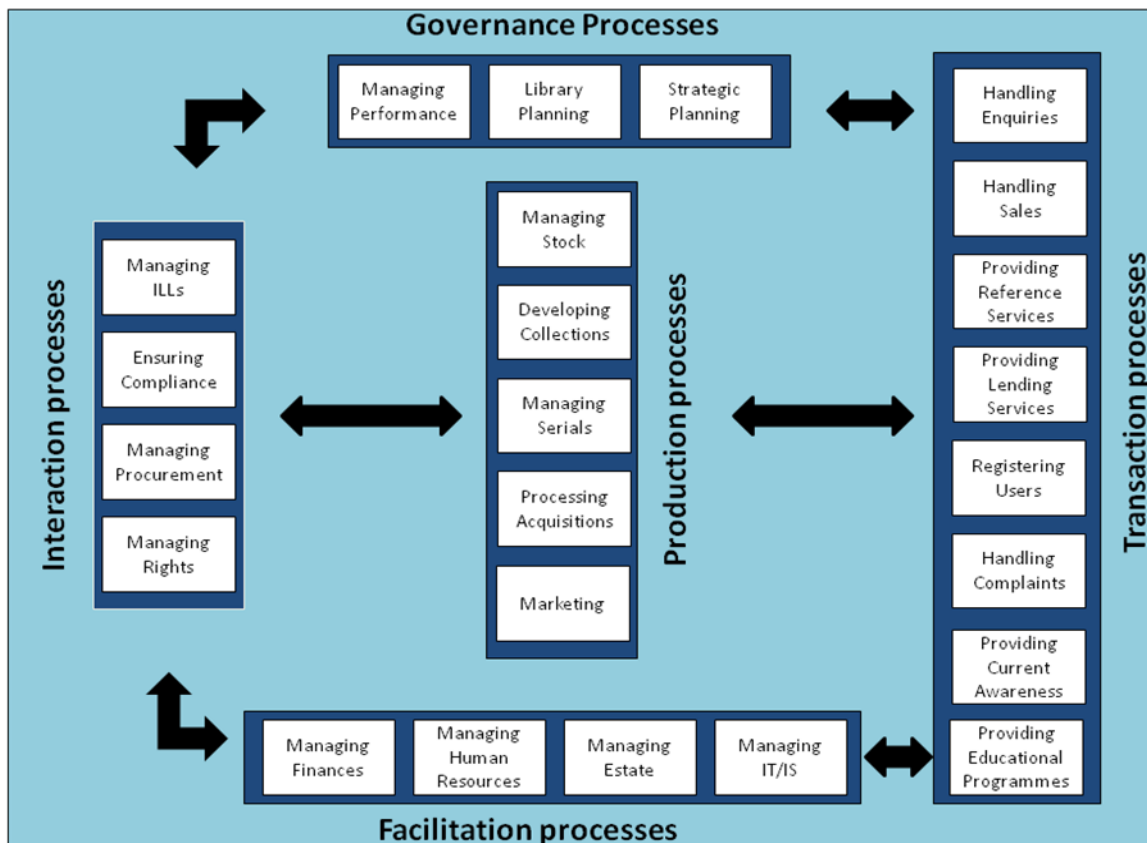 Governance Processes
Managing
Performance
Library
Planning
Strategic
Planning
Interaction processes
Managing
ILLs
Ensuring
Compliance
Managing
Procurement
Managing
Rights
Managing
Stock
Developing
Collections
Managing
Serials
Processing
Acquisitions
Marketing
Production processes
Handling
Enquiries
Handling
Sales
Providing
Reference
Services
Providing
Lending
Services
Registering
Users
Handling
Complaints
Providing
Current
Awareness
Providing
Educational
Programmes
Transaction processes
Managing
Finances
Managing
Human
Resources
Managing
Estate
Managing
IT/IS
Facilitation processes